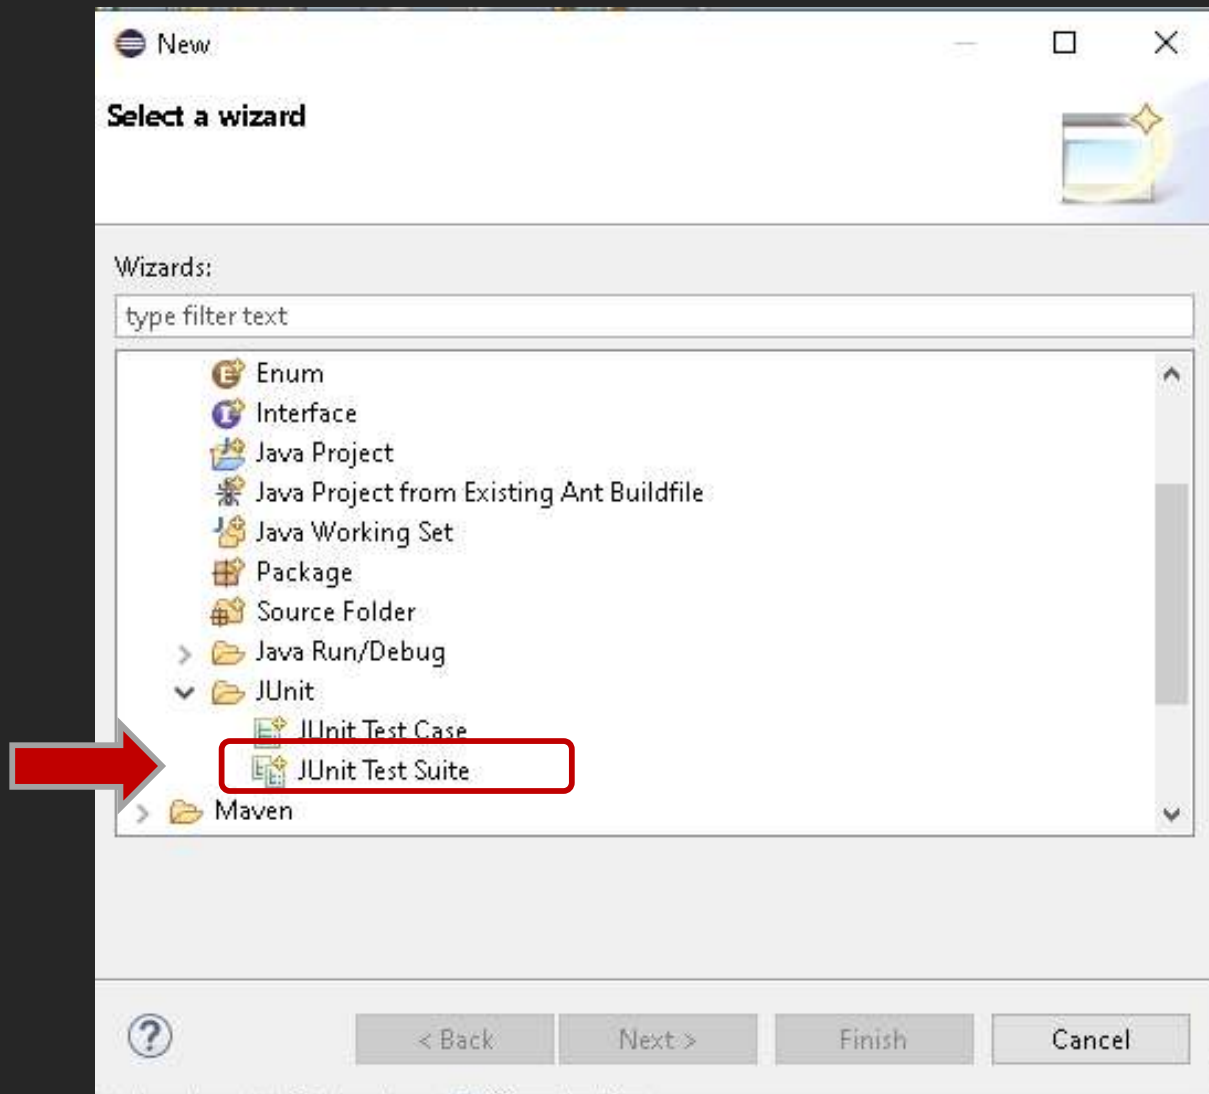 New
Select a wizard
Wizards:
type filter text
Enum
Interface
Java Project
Java Project from Existing Ant Buildfile
Java Working Set
Package
Source Folder
Java Run/Debug
JUnit
JUnit Test Case
JUnit Test Suite
Maven
< Back Next > Finish Cancel